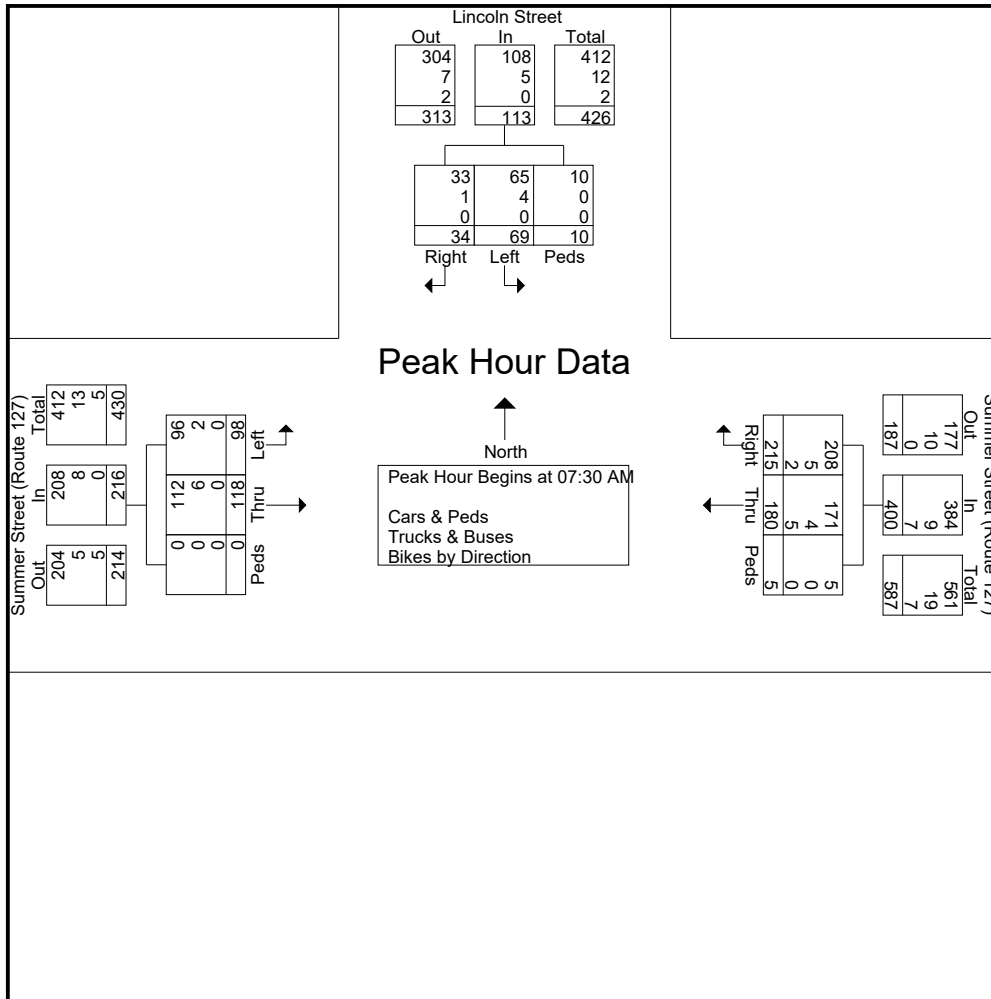 Lincoln Street
Out In Total
304 108 412
7 5 12
2 0 2
313 113 426
33 65 10
1 4 0
0 0 0
34 69 10
Right Left Peds
Peak Hour Data
North
Peak Hour Begins at 07:30 AM
Cars & Peds
Trucks & Buses
Bikes by Direction
Summer Street (Route 127)
Out In Total
204 208 412
5 8 13
5 0 5
214 216 430
Left Thru Peds
96 112 0
2 6 0
0 0 0
98 118 0
Summer Street (Route 127)
Out In Total
177 384 561
10 9 19
0 7 7
187 400 587
Right Thru Peds
208 171 5
5 4 0
2 5 0
215 180 5